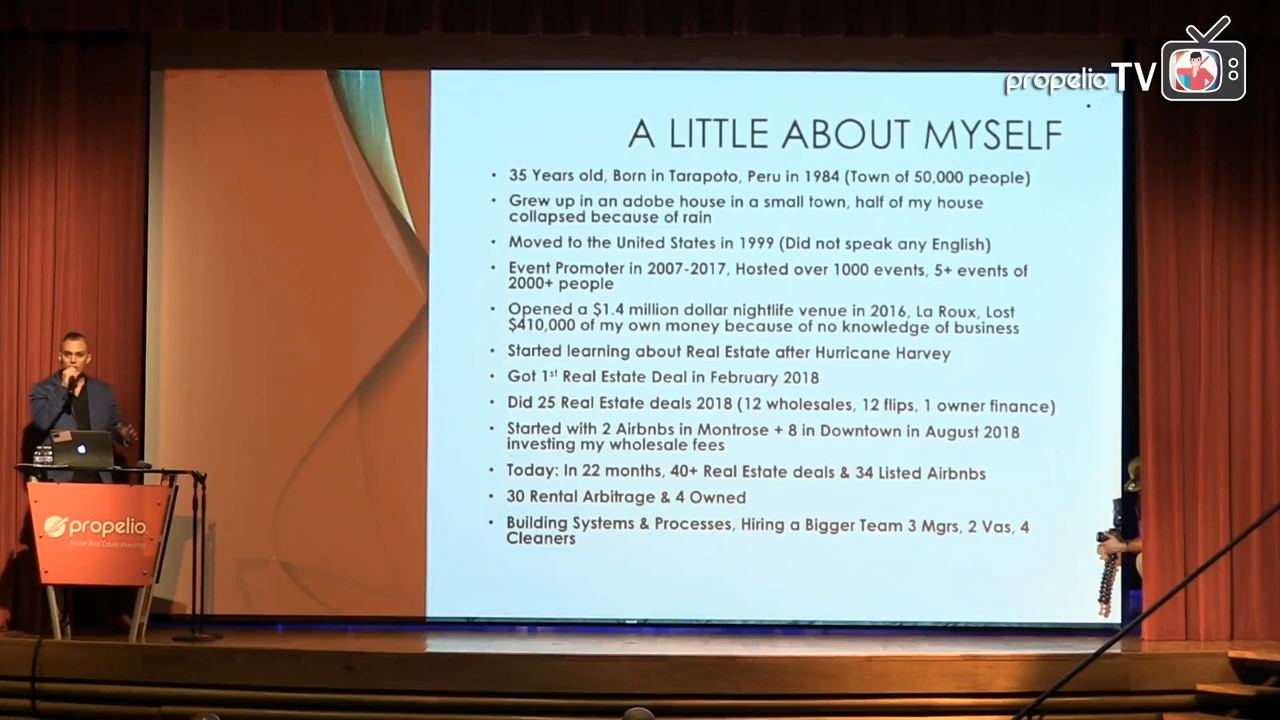 propelio TV
A LITTLE ABOUT MYSELF
• 35 Years old, Born in Tarapoto, Peru in 1984 (Town of 50,000 people)
• Grew up in an adobe house in a small town, half of my house
collapsed because of rain
• Moved to the United States in 1999 (Did not speak any English)
• Event Promoter in 2007-2017, Hosted over 1000 events, 5+ events of
2000+ people
• Opened a $1.4 million dollar nightlife venue in 2016, La Roux, Lost
$410,000 of my own money because of no knowledge of business
• Started learning about Real Estate after Hurricane Harvey
• Got 1st Real Estate Deal in February 2018
• Did 25 Real Estate deals 2018 (12 wholesales, 12 flips, 1 owner finance)
• Started with 2 Airbnbs in Montrose + 8 in Downtown in August 2018
investing my wholesale fees
• Today: In 22 months, 40+ Real Estate deals & 34 Listed Airbnbs
• 30 Rental Arbitrage & 4 Owned
• Building Systems & Processes, Hiring a Bigger Team 3 Mgrs, 2 Vas, 4
Cleaners
propelio
Faster Real Estate Investing